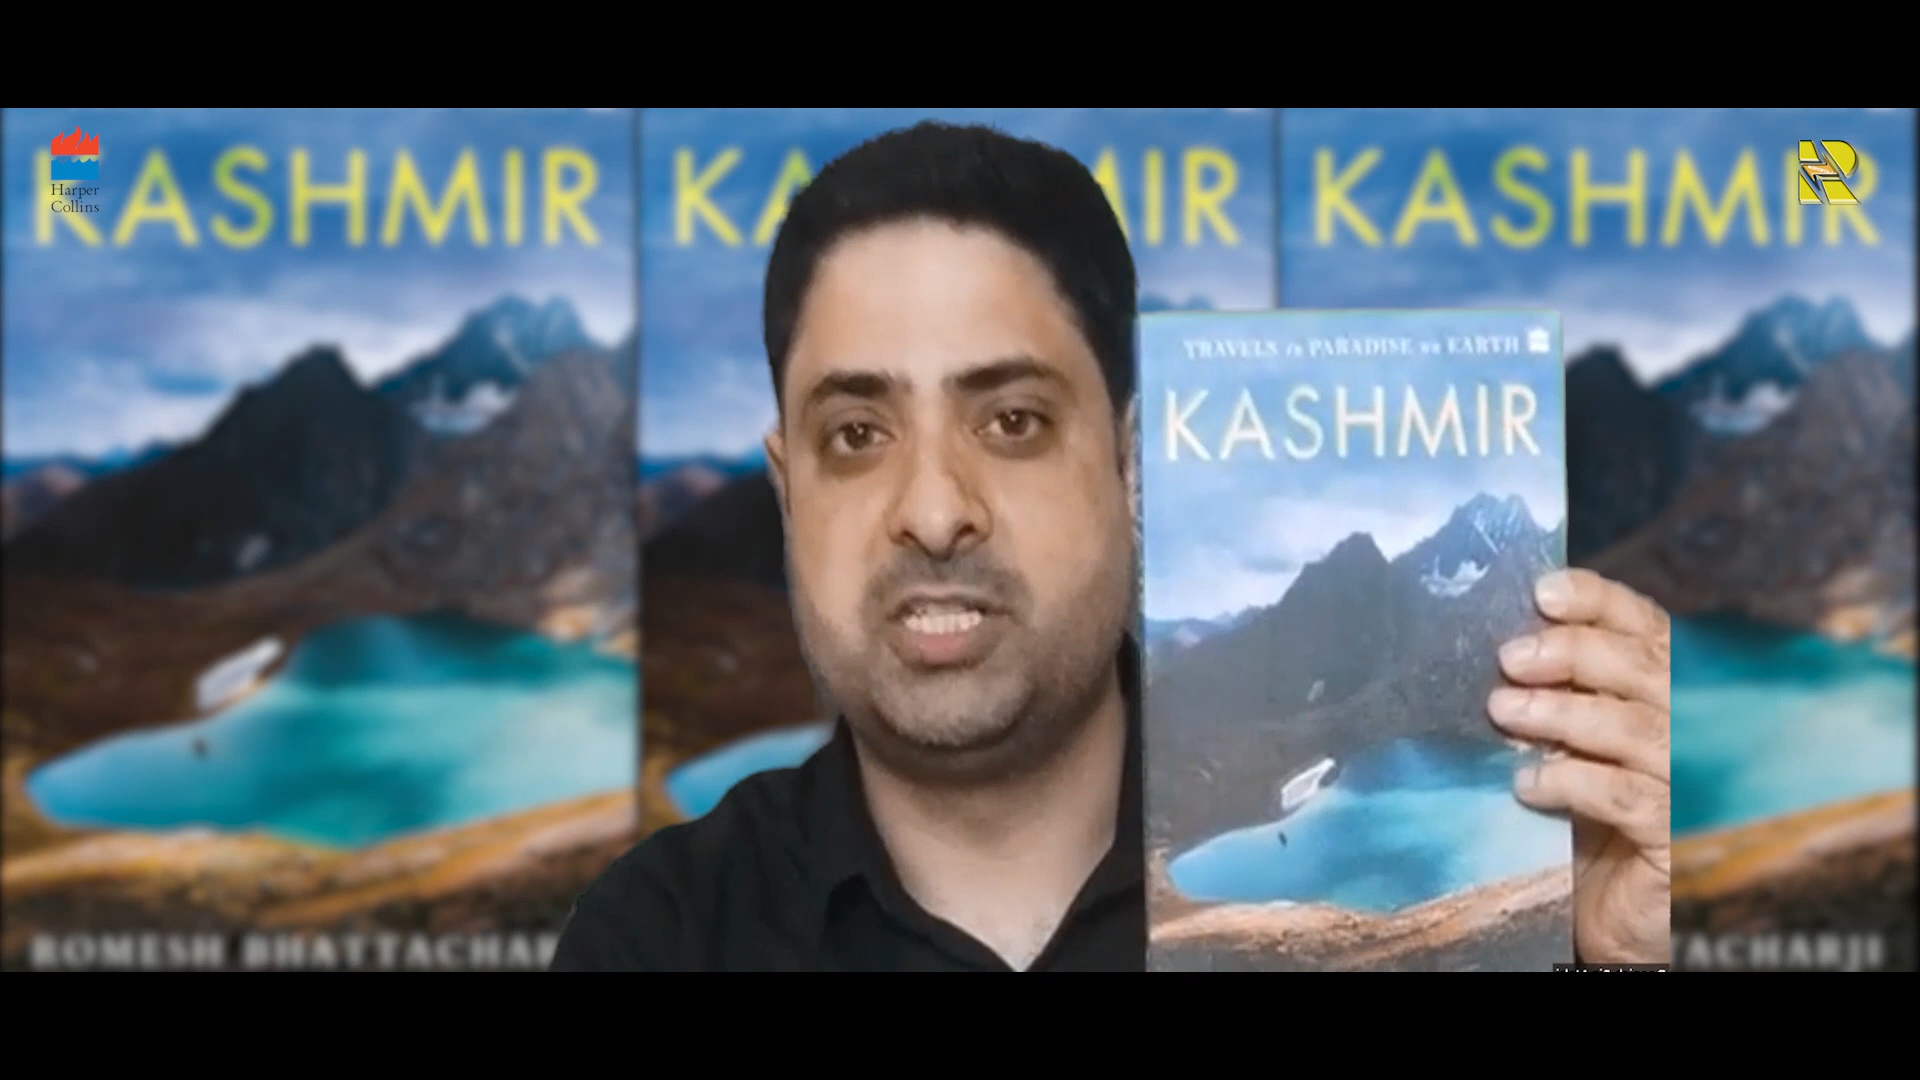 Harper
Collins
KASHMIR
KA
MIR
KASHMIR
R
TRAVELS in PARADISE on EARTH
KASHMIR
ROMESH BHATTACHAR
TACHARJI